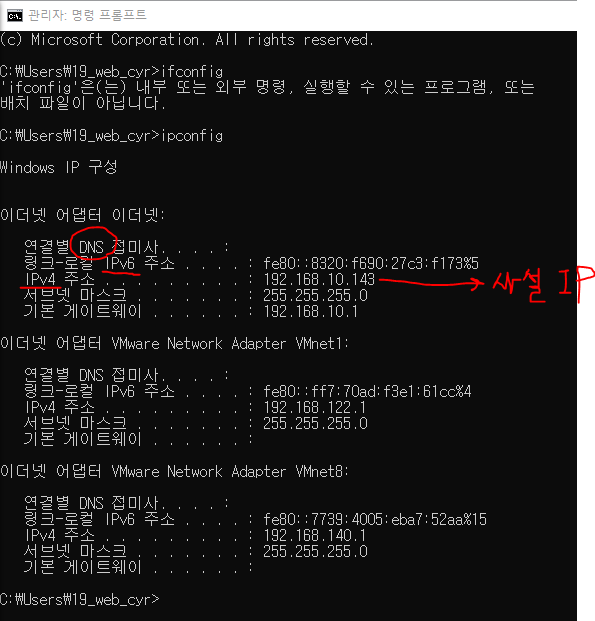 관리자: 명령 프롬프트
(c) Microsoft Corporation. All rights reserved.
C:\Users\19_web_cyr>ifconfig
'ifconfig'은(는) 내부 또는 외부 명령, 실행할 수 있는 프로그램, 또는
배치 파일이 아닙니다.
C:\Users\19_web_cyr>ipconfig
Windows IP 구성
이더넷 어댑터 이더넷:
연결별 DNS 접미사. . . . :
링크-로컬 IPv6 주소 . . . . : fe80::8320:f690:27c3:f173%5
IPv4 주소 . . . . . . . . . : 192.168.10.143 → 사설 IP
서브넷 마스크 . . . . . . . : 255.255.255.0
기본 게이트웨이 . . . . . . : 192.168.10.1
이더넷 어댑터 VMware Network Adapter VMnet1:
연결별 DNS 접미사. . . . :
링크-로컬 IPv6 주소 . . . . : fe80::ff7:70ad:f3e1:61cc%4
IPv4 주소 . . . . . . . . . : 192.168.122.1
서브넷 마스크 . . . . . . . : 255.255.255.0
기본 게이트웨이 . . . . . . :
이더넷 어댑터 VMware Network Adapter VMnet8:
연결별 DNS 접미사. . . . :
링크-로컬 IPv6 주소 . . . . : fe80::7739:4005:eba7:52aa%15
IPv4 주소 . . . . . . . . . : 192.168.140.1
서브넷 마스크 . . . . . . . : 255.255.255.0
기본 게이트웨이 . . . . . . :
C:\Users\19_web_cyr>